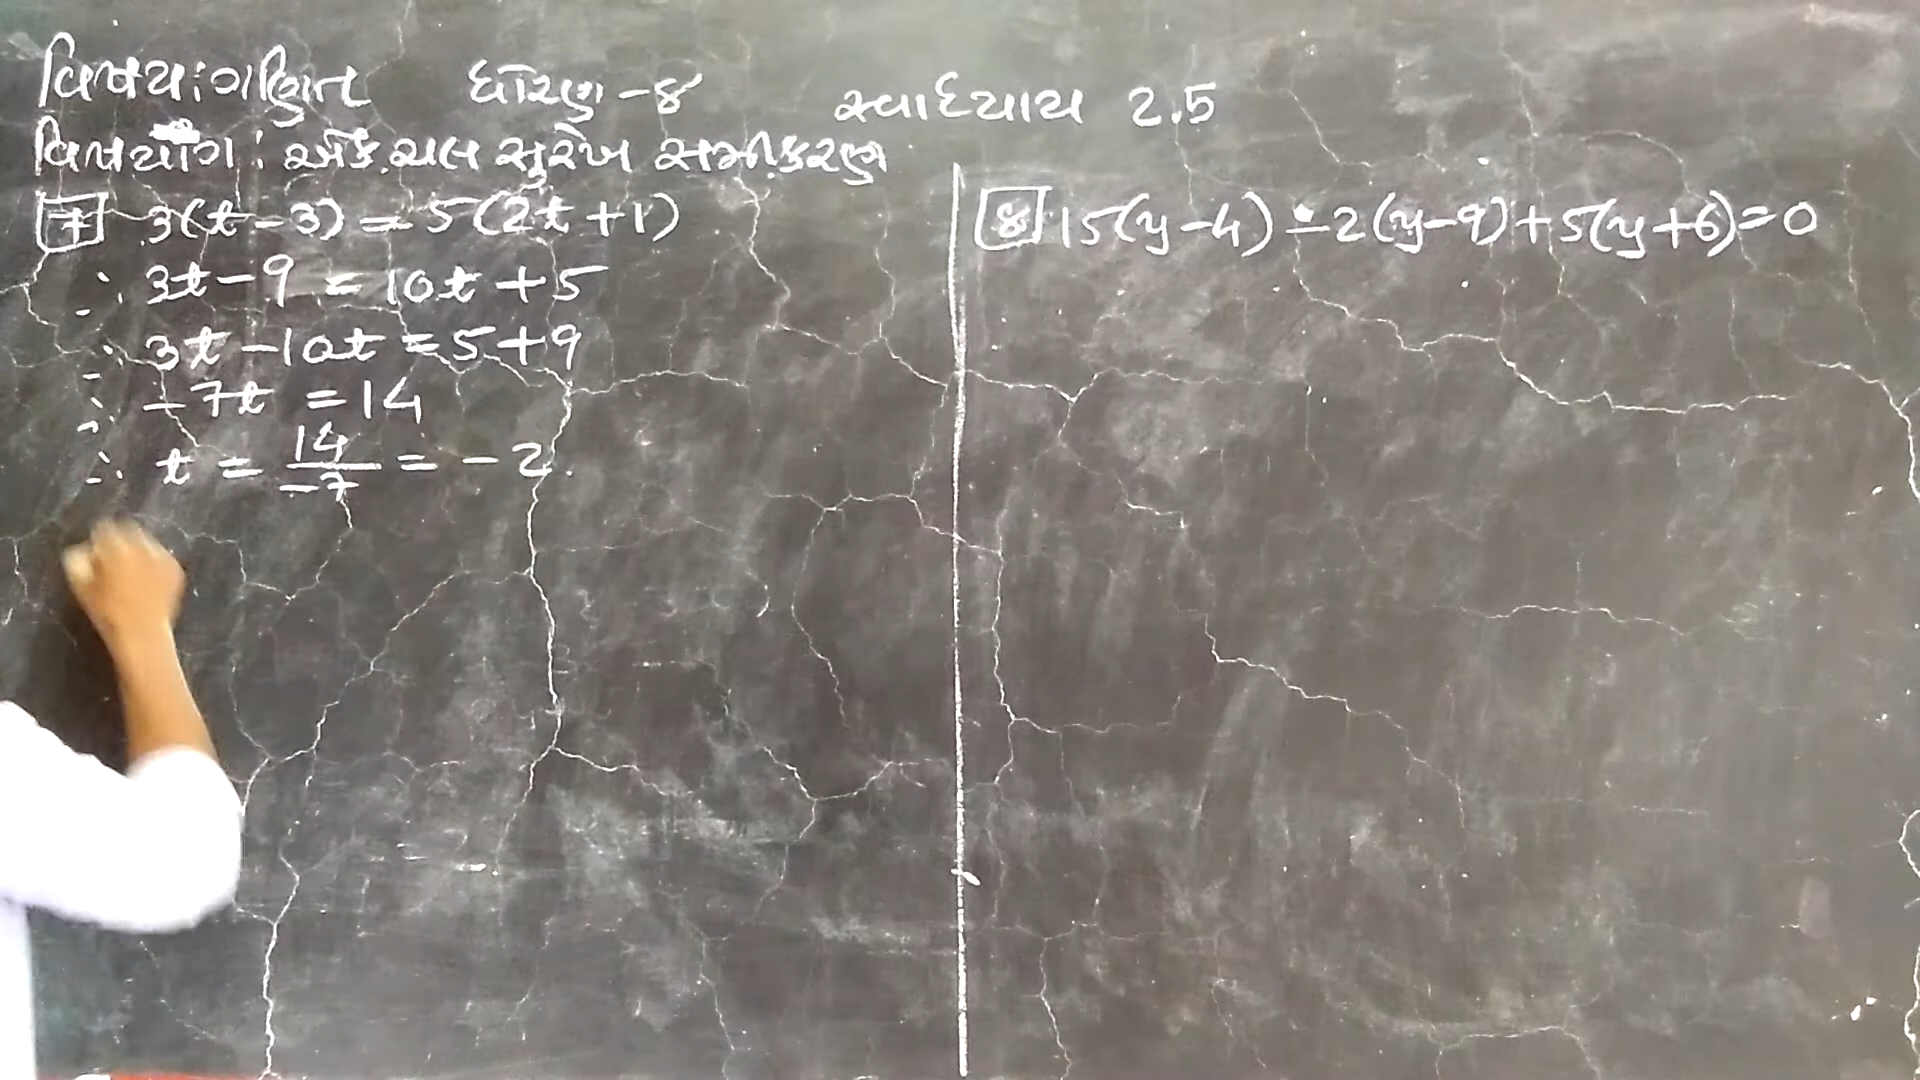 વિષય: ગણિત ધોરણ-૮ સ્વાધ્યાય 2.5
વિષયાંગ: એક ચલ સુરેખ સમીકરણ
7 3(t-3) = 5(2t+1)
∴ 3t-9 = 10t+5
∴ 3t-10t = 5+9
∴ -7t = 14
∴ t = 14/-7 = -2.
8 15(y-4) - 2(y-9) + 5(y+6) = 0